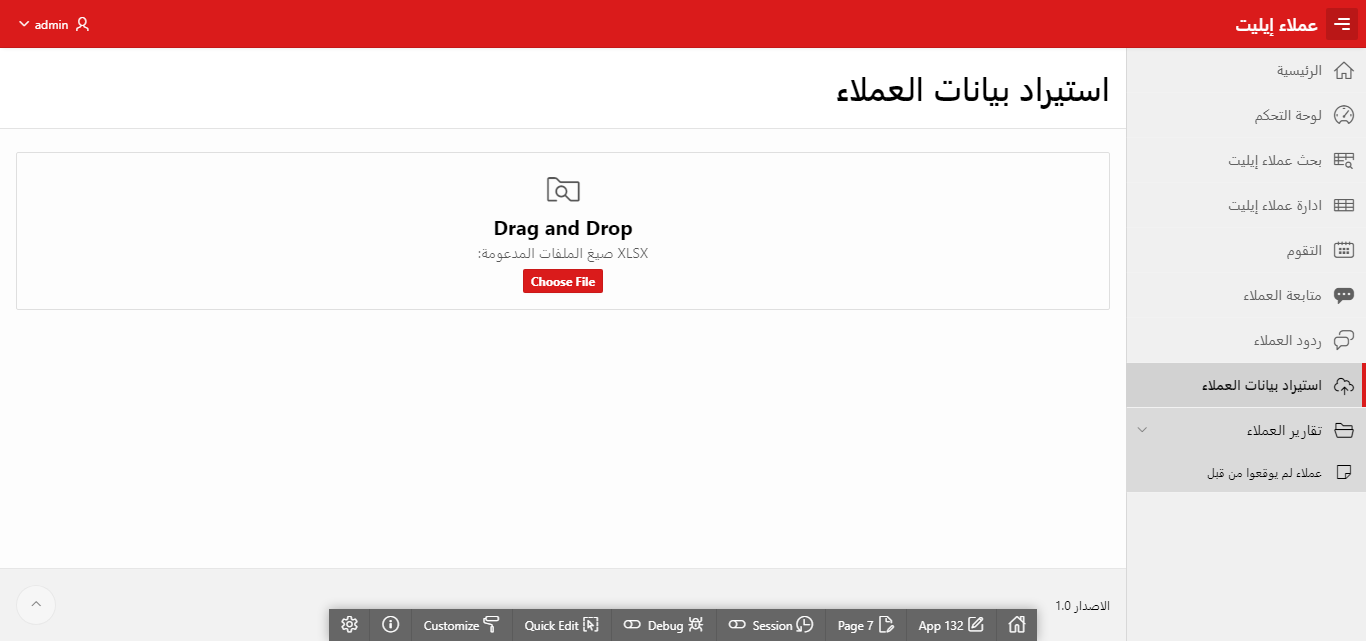 عملاء إيليت
admin
الرئيسية
لوحة التحكم
بحث عملاء إيليت
ادارة عملاء إيليت
التقوم
متابعة العملاء
ردود العملاء
استيراد بيانات العملاء
تقارير العملاء
عملاء لم يوقعوا من قبل
استيراد بيانات العملاء
Drag and Drop
XLSX صيغ الملفات المدعومة:
Choose File
الاصدار 1.0
App 132
Page 7
Session
Debug
Quick Edit
Customize